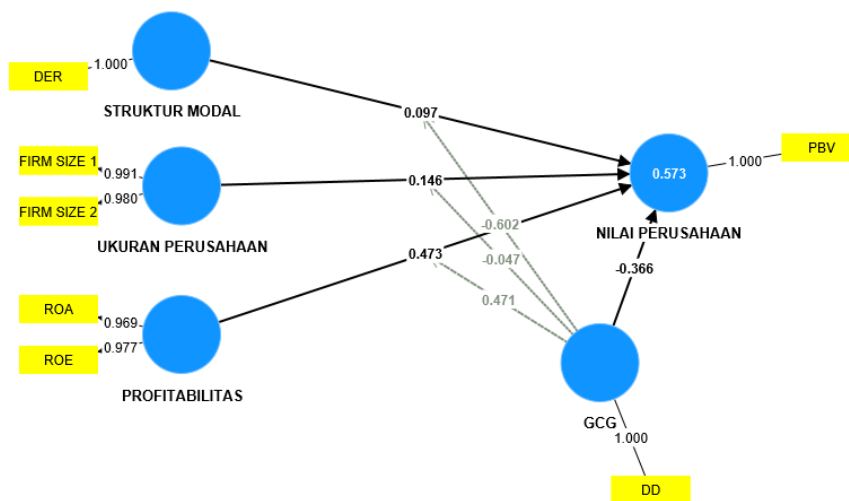 DER
1.000
STRUKTUR MODAL
0.097
FIRM SIZE 1
0.991
FIRM SIZE 2
0.980
UKURAN PERUSAHAAN
0.146
0.573
1.000
PBV
NILAI PERUSAHAAN
-0.602
-0.047
0.471
0.473
-0.366
ROA
0.969
ROE
0.977
PROFITABILITAS
GCG
1.000
DD